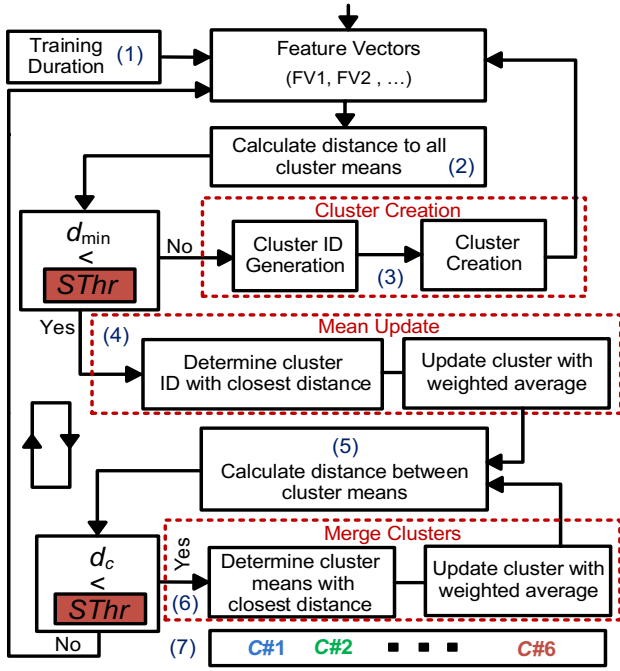 Training
Duration
(1)
Feature Vectors
(FV1, FV2 , ...)
Calculate distance to all
cluster means
(2)
Cluster Creation
d_min
<
SThr
No
Cluster ID
Generation
(3)
Cluster
Creation
Yes
(4)
Mean Update
Determine cluster
ID with closest distance
Update cluster with
weighted average
(5)
Calculate distance between
cluster means
d_c
<
SThr
Yes
No
(6)
Merge Clusters
Determine cluster
means with
closest distance
Update cluster with
weighted average
(7)
C#1 C#2 ▪ ▪ ▪ C#6